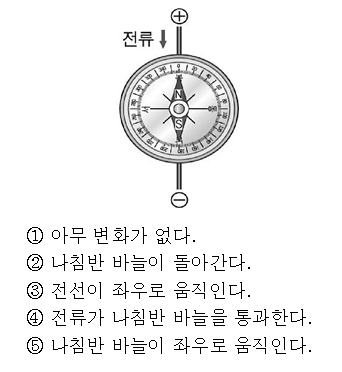 ⊕
전류 ↓
N
서 동
S
⊖
① 아무 변화가 없다.
② 나침반 바늘이 돌아간다.
③ 전선이 좌우로 움직인다.
④ 전류가 나침반 바늘을 통과한다.
⑤ 나침반 바늘이 좌우로 움직인다.